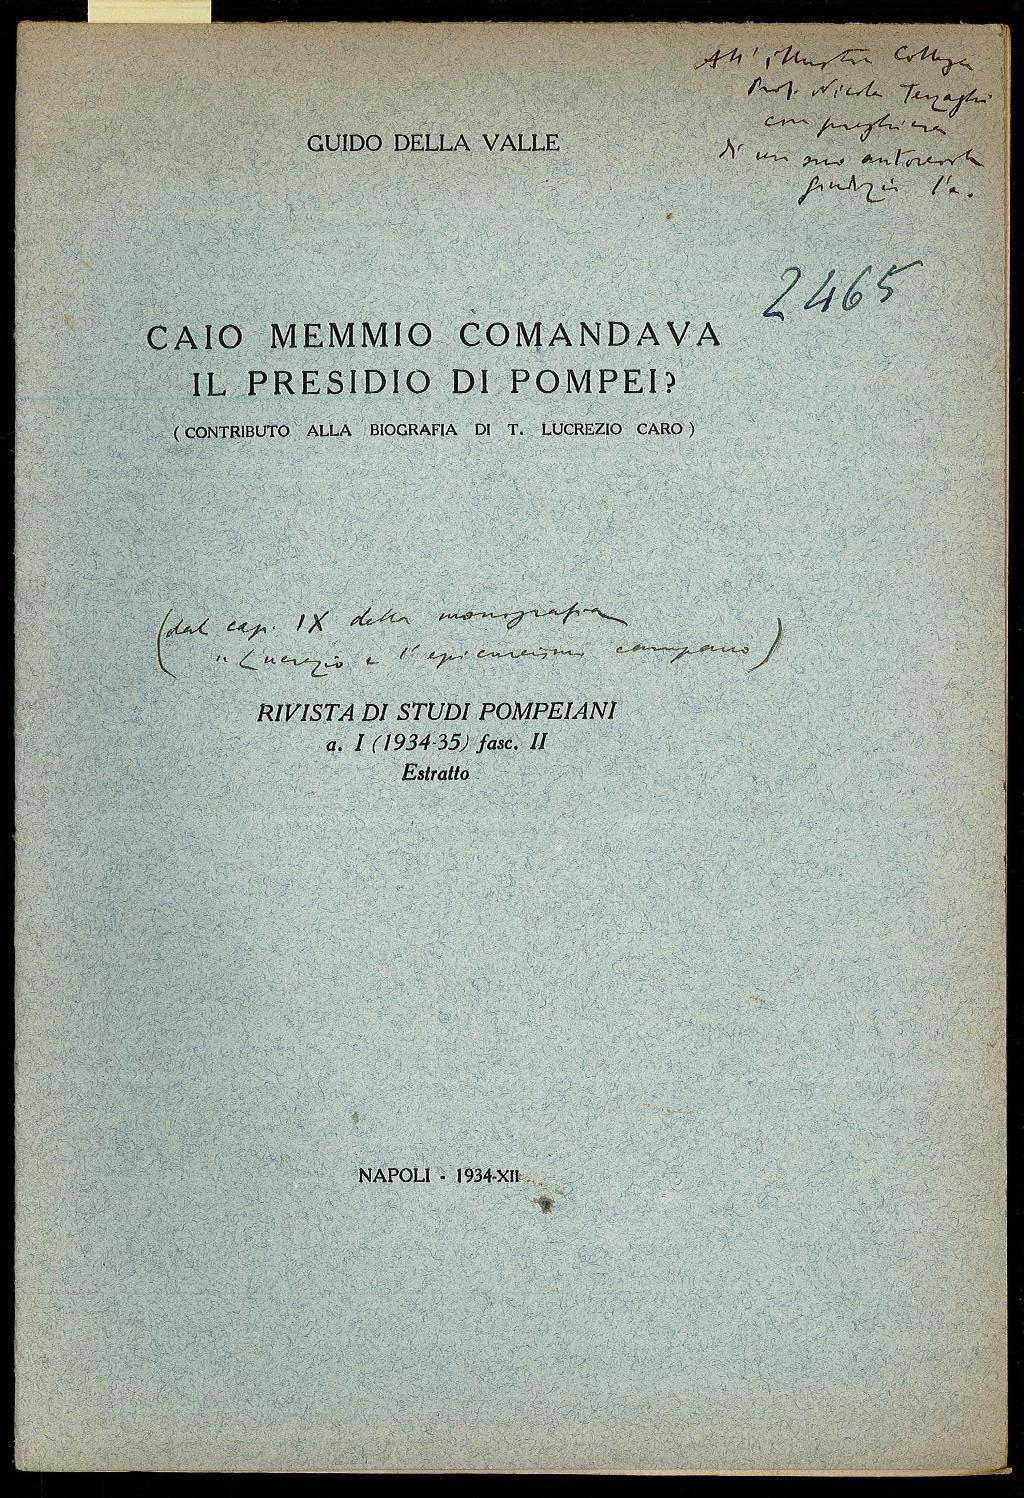 All' illustre Collega
Prof. Nicola Terzaghi
con preghiera
di un suo autorevole
giudizio l'a.
GUIDO DELLA VALLE
2465
CAIO MEMMIO COMANDAVA
IL PRESIDIO DI POMPEI?
( CONTRIBUTO ALLA BIOGRAFIA DI T. LUCREZIO CARO )
(dal cap. IX della monografia
"Lucrezio e l'epicureismo campano)
RIVISTA DI STUDI POMPEIANI
a. I (1934-35) fasc. II
Estratto
NAPOLI - 1934-XII